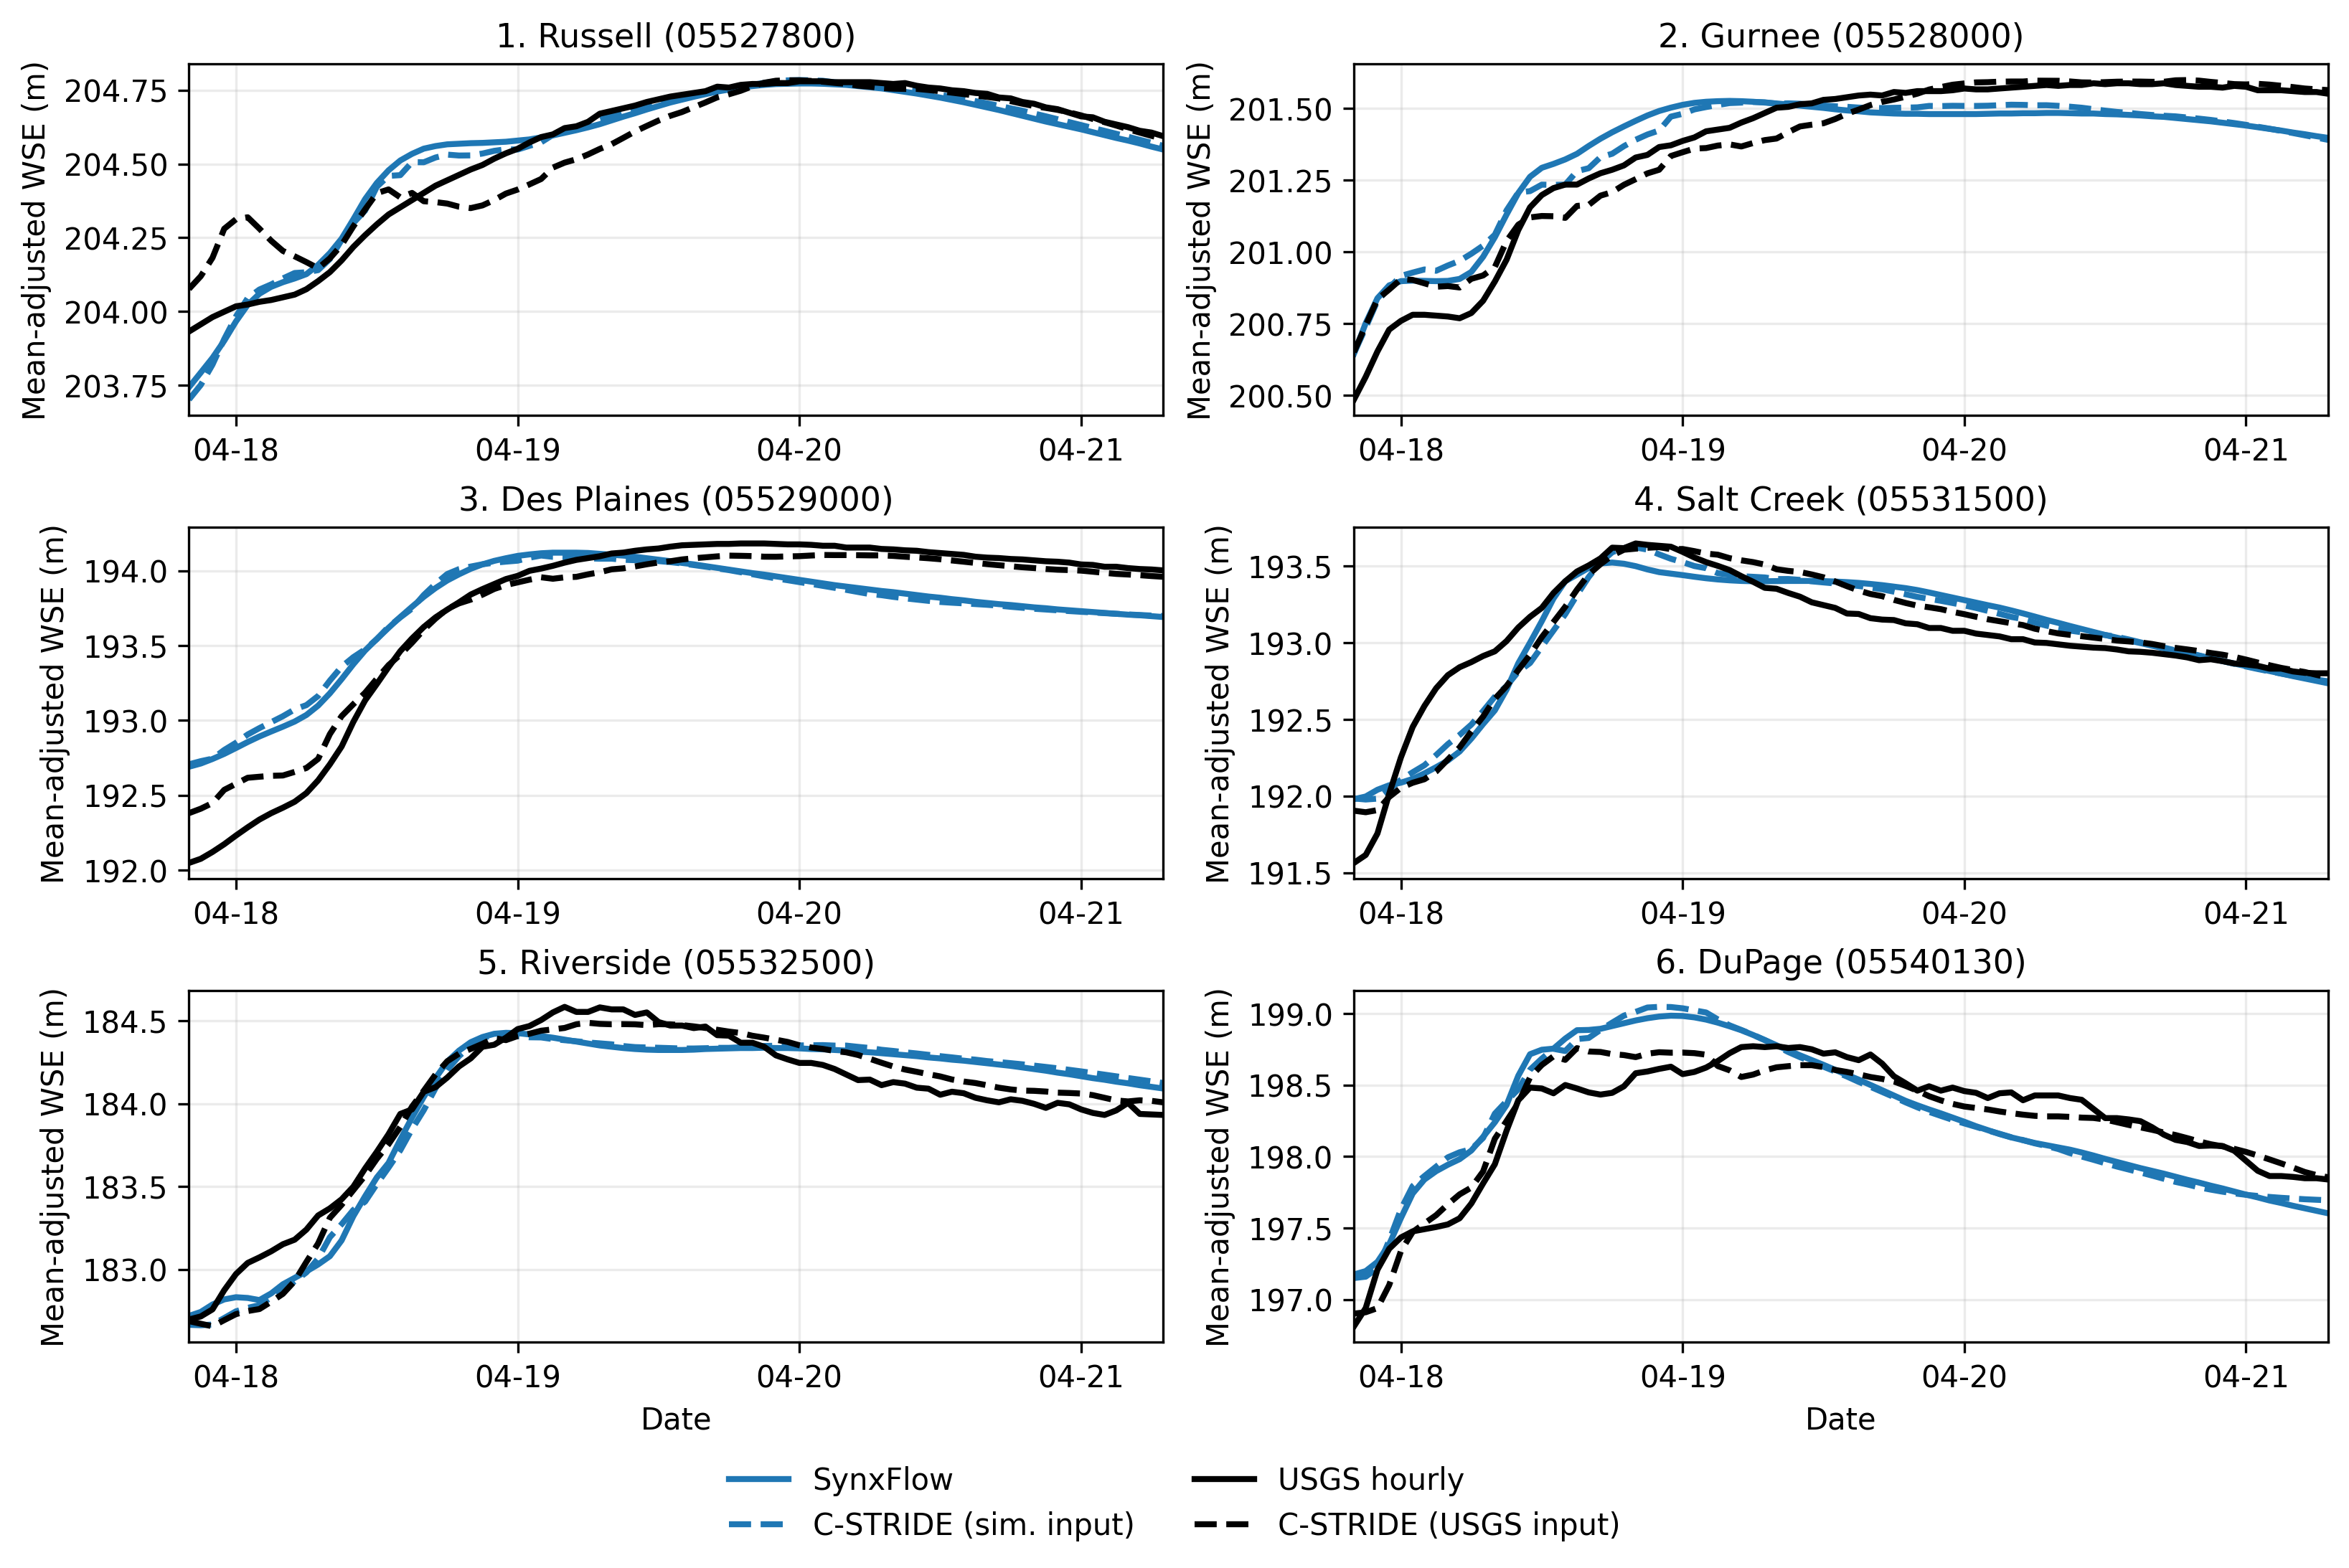 1. Russell (05527800)
Mean-adjusted WSE (m)
204.75
204.50
204.25
204.00
203.75
04-18 04-19 04-20 04-21
2. Gurnee (05528000)
Mean-adjusted WSE (m)
201.50
201.25
201.00
200.75
200.50
04-18 04-19 04-20 04-21
3. Des Plaines (05529000)
Mean-adjusted WSE (m)
194.0
193.5
193.0
192.5
192.0
04-18 04-19 04-20 04-21
4. Salt Creek (05531500)
Mean-adjusted WSE (m)
193.5
193.0
192.5
192.0
191.5
04-18 04-19 04-20 04-21
5. Riverside (05532500)
Mean-adjusted WSE (m)
184.5
184.0
183.5
183.0
04-18 04-19 04-20 04-21
Date
6. DuPage (05540130)
Mean-adjusted WSE (m)
199.0
198.5
198.0
197.5
197.0
04-18 04-19 04-20 04-21
Date
SynxFlow
C-STRIDE (sim. input)
USGS hourly
C-STRIDE (USGS input)